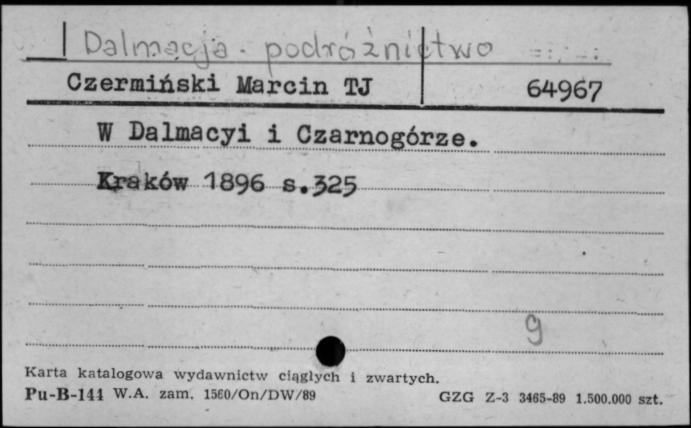 Dalmacja - podróżnictwo
Czermiński Marcin TJ 64967
W Dalmacyi i Czarnogórze.
Kraków 1896 s.325
9
Karta katalogowa wydawnictw ciągłych i zwartych.
Pu-B-144 W.A. zam. 1560/On/DW/89 GZG Z-3 3465-89 1.500.000 szt.